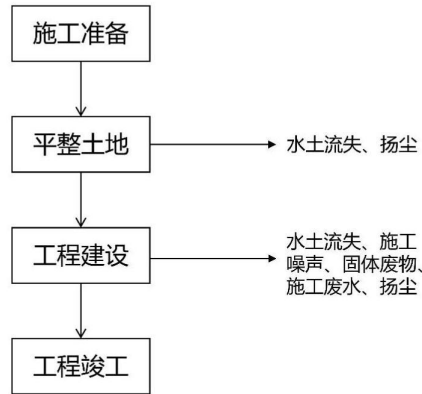 施工准备
平整土地
水土流失、扬尘
工程建设
水土流失、施工
噪声、固体废物、
施工废水、扬尘
工程竣工